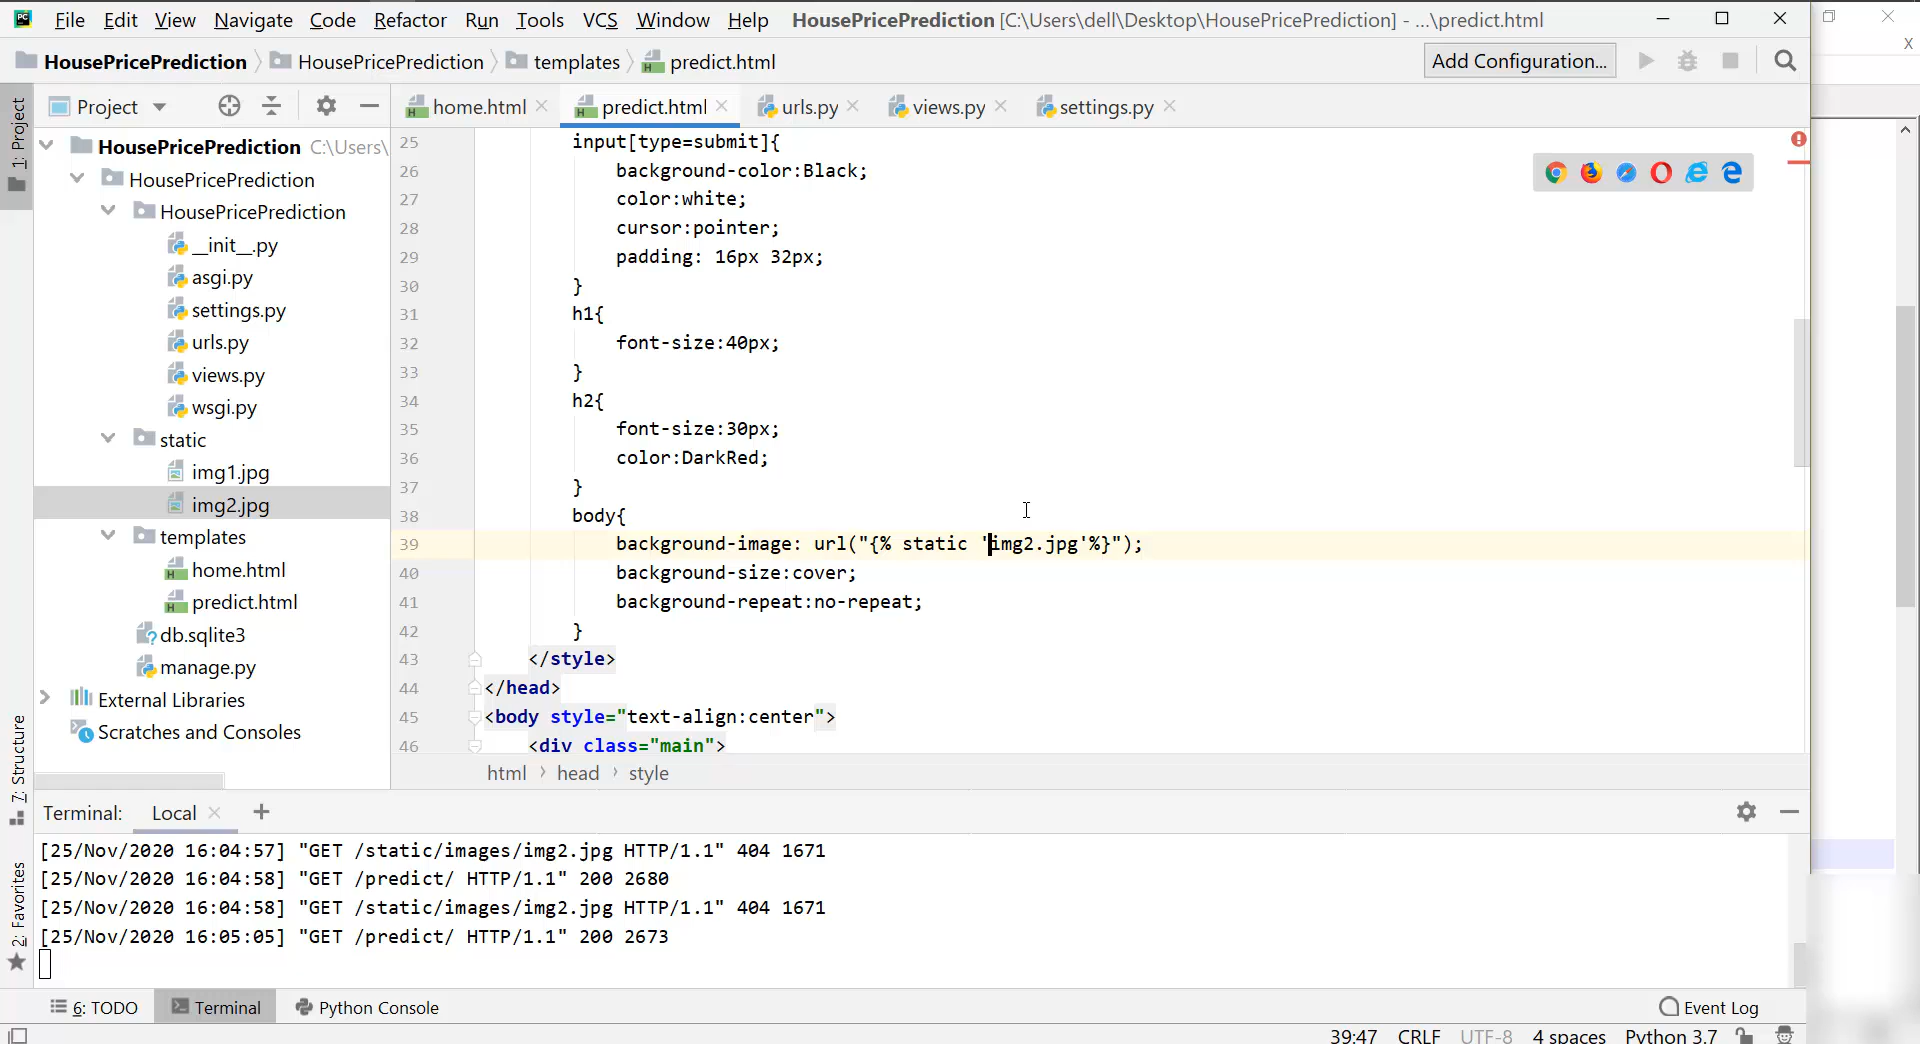 File Edit View Navigate Code Refactor Run Tools VCS Window Help HousePricePrediction [C:\Users\dell\Desktop\HousePricePrediction] - ...\predict.html
X
HousePricePrediction HousePricePrediction templates predict.html Add Configuration...
Project home.html predict.html urls.py views.py settings.py
1: Project
HousePricePrediction C:\Users\
HousePricePrediction
HousePricePrediction
__init__.py
asgi.py
settings.py
urls.py
views.py
wsgi.py
static
img1.jpg
img2.jpg
templates
home.html
predict.html
db.sqlite3
manage.py
External Libraries
Scratches and Consoles
25 input[type=submit]{
26 background-color:Black;
27 color:white;
28 cursor:pointer;
29 padding: 16px 32px;
30 }
31 h1{
32 font-size:40px;
33 }
34 h2{
35 font-size:30px;
36 color:DarkRed;
37 }
38 body{
39 background-image: url("{% static 'img2.jpg'%}");
40 background-size:cover;
41 background-repeat:no-repeat;
42 }
43 </style>
44 </head>
45 <body style="text-align:center">
46 <div class="main">
html › head › style
7: Structure
2: Favorites
Terminal: Local +
[25/Nov/2020 16:04:57] "GET /static/images/img2.jpg HTTP/1.1" 404 1671
[25/Nov/2020 16:04:58] "GET /predict/ HTTP/1.1" 200 2680
[25/Nov/2020 16:04:58] "GET /static/images/img2.jpg HTTP/1.1" 404 1671
[25/Nov/2020 16:05:05] "GET /predict/ HTTP/1.1" 200 2673
6: TODO Terminal Python Console Event Log
39:47 CRLF UTF-8 4 spaces Python 3.7